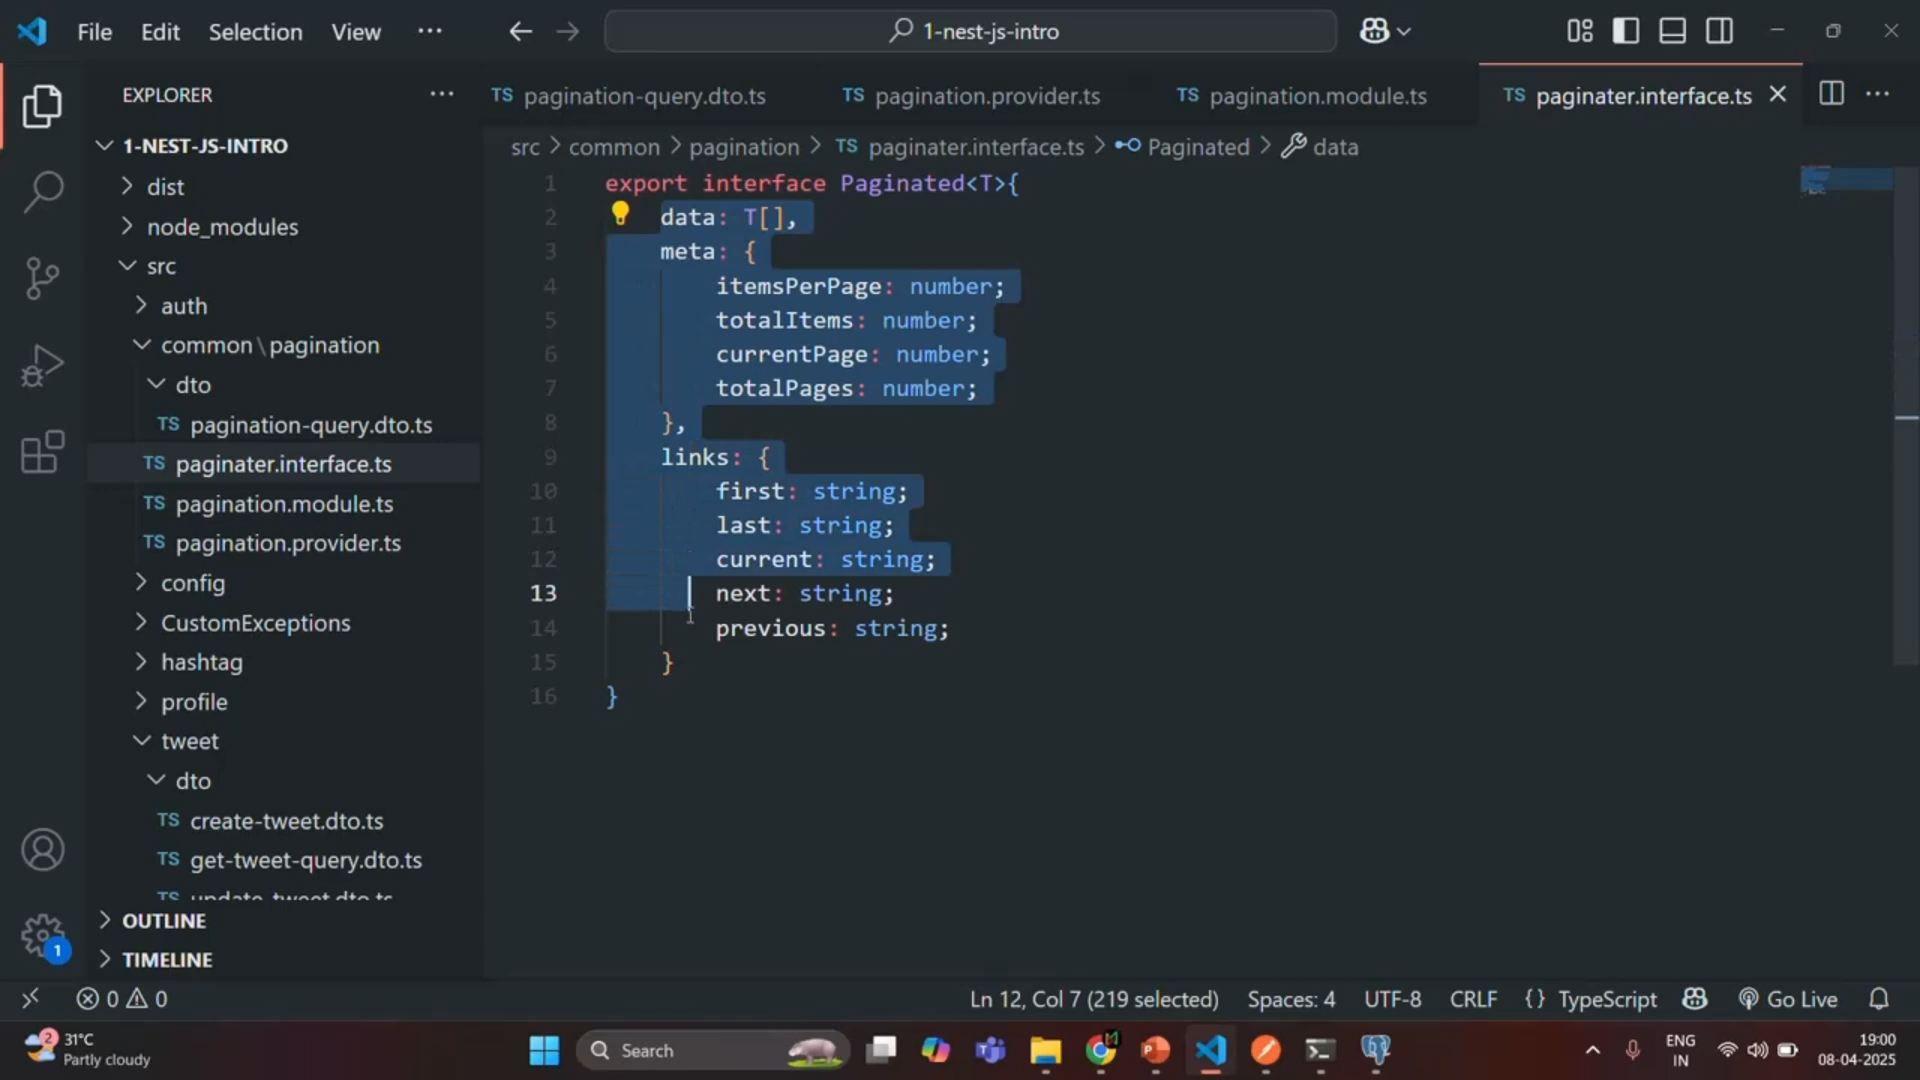 File Edit Selection View ··· 1-nest-js-intro
EXPLORER ···
1-NEST-JS-INTRO
dist
node_modules
src
auth
common\pagination
dto
TS pagination-query.dto.ts
TS paginater.interface.ts
TS pagination.module.ts
TS pagination.provider.ts
config
CustomExceptions
hashtag
profile
tweet
dto
TS create-tweet.dto.ts
TS get-tweet-query.dto.ts
TS update-tweet.dto.ts
OUTLINE
TIMELINE
1
TS pagination-query.dto.ts TS pagination.provider.ts TS pagination.module.ts TS paginater.interface.ts
src > common > pagination > TS paginater.interface.ts > Paginated > data
1 export interface Paginated<T>{
2 data: T[],
3 meta: {
4 itemsPerPage: number;
5 totalItems: number;
6 currentPage: number;
7 totalPages: number;
8 },
9 links: {
10 first: string;
11 last: string;
12 current: string;
13 next: string;
14 previous: string;
15 }
16 }
0 0 Ln 12, Col 7 (219 selected) Spaces: 4 UTF-8 CRLF {} TypeScript Go Live
2 31°C
Partly cloudy
Search
ENG
IN
19:00
08-04-2025